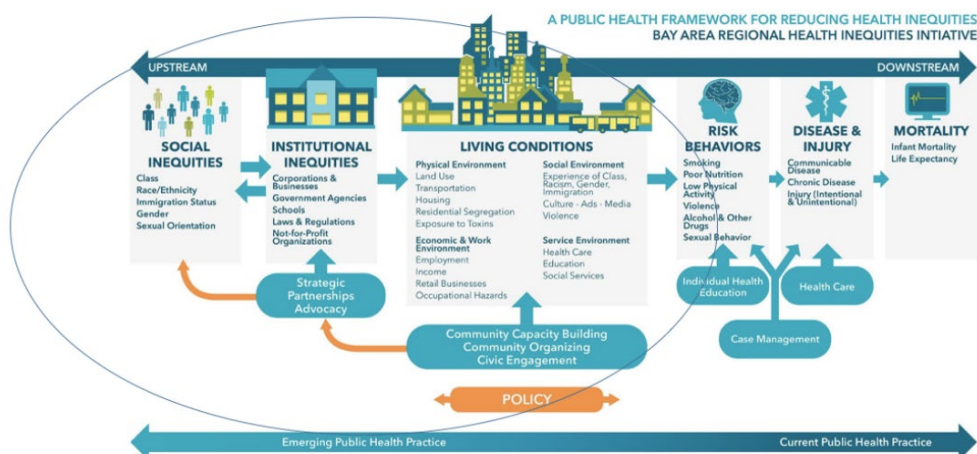 A PUBLIC HEALTH FRAMEWORK FOR REDUCING HEALTH INEQUITIES
BAY AREA REGIONAL HEALTH INEQUITIES INTIATIVE
UPSTREAM
DOWNSTREAM
SOCIAL
INEQUITIES
Class
Race/Ethnicity
Immigration Status
Gender
Sexual Orientation
INSTITUTIONAL
INEQUITIES
Corporations &
Businesses
Government Agencies
Schools
Laws & Regulations
Not-for-Profit
Organizations
LIVING CONDITIONS
Physical Environment
Land Use
Transportation
Housing
Residential Segregation
Exposure to Toxins
Economic & Work
Environment
Employment
Income
Retail Businesses
Occupational Hazards
Social Environment
Experience of Class,
Racism, Gender,
Immigration
Culture - Ads - Media
Violence
Service Environment
Health Care
Education
Social Services
RISK
BEHAVIORS
Smoking
Poor Nutrition
Low Physical
Activity
Violence
Alcohol & Other
Drugs
Sexual Behavior
DISEASE &
INJURY
Communicable
Disease
Chronic Disease
Injury (Intentional
& Unintentional)
MORTALITY
Infant Mortality
Life Expectancy
Strategic
Partnerships
Advocacy
Community Capacity Building
Community Organizing
Civic Engagement
Individual Health
Education
Health Care
Case Management
POLICY
Emerging Public Health Practice
Current Public Health Practice